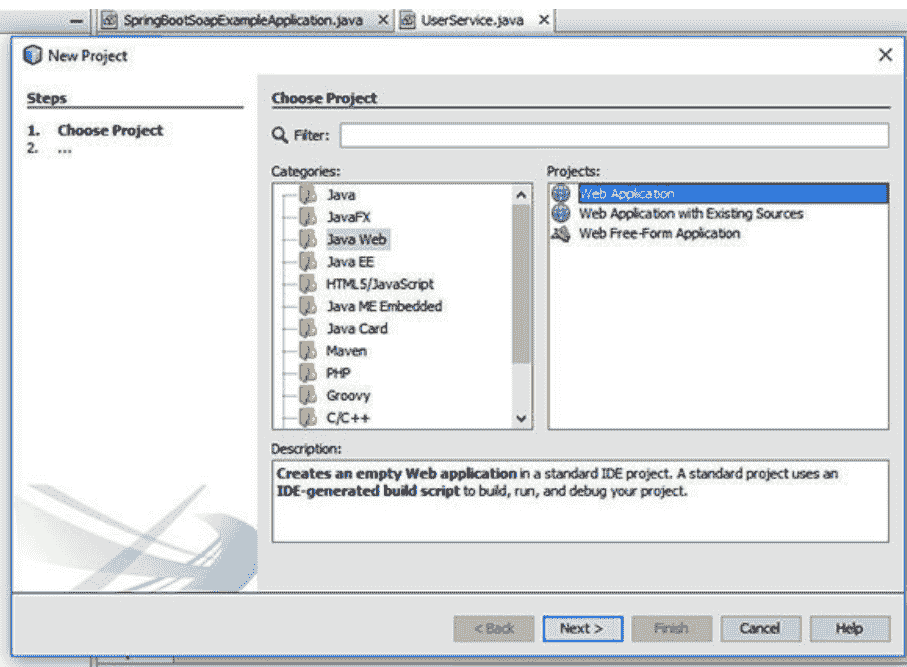 SpringBootSoapExampleApplication.java
UserService.java
New Project
Steps
1. Choose Project
2. ...
Choose Project
Filter:
Categories:
Java
JavaFX
Java Web
Java EE
HTML5/JavaScript
Java ME Embedded
Java Card
Maven
PHP
Groovy
C/C++
Projects:
Web Application
Web Application with Existing Sources
Web Free-Form Application
Description:
Creates an empty Web application in a standard IDE project. A standard project uses an
IDE-generated build script to build, run, and debug your project.
< Back
Next >
Finish
Cancel
Help